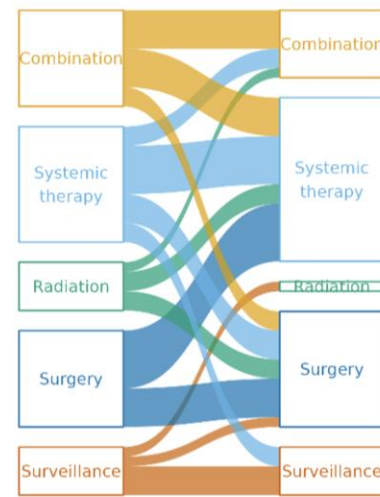 Combination
Systemic
therapy
Radiation
Surgery
Surveillance
Combination
Systemic
therapy
Radiation
Surgery
Surveillance